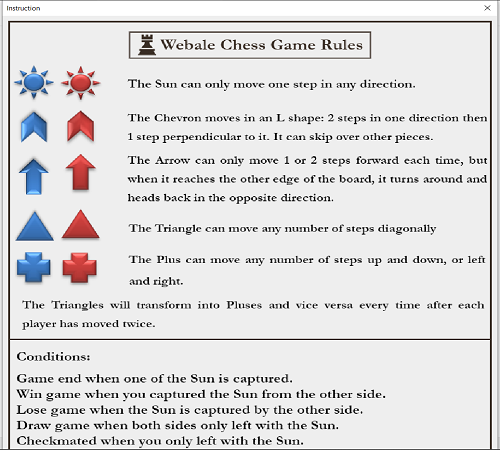 Instruction
Webale Chess Game Rules
The Sun can only move one step in any direction.
The Chevron moves in an L shape: 2 steps in one direction then
1 step perpendicular to it. It can skip over other pieces.
The Arrow can only move 1 or 2 steps forward each time, but
when it reaches the other edge of the board, it turns around and
heads back in the opposite direction.
The Triangle can move any number of steps diagonally
The Plus can move any number of steps up and down, or left
and right.
The Triangles will transform into Pluses and vice versa every time after each
player has moved twice.
Conditions:
Game end when one of the Sun is captured.
Win game when you captured the Sun from the other side.
Lose game when the Sun is captured by the other side.
Draw game when both sides only left with the Sun.
Checkmated when you only left with the Sun.